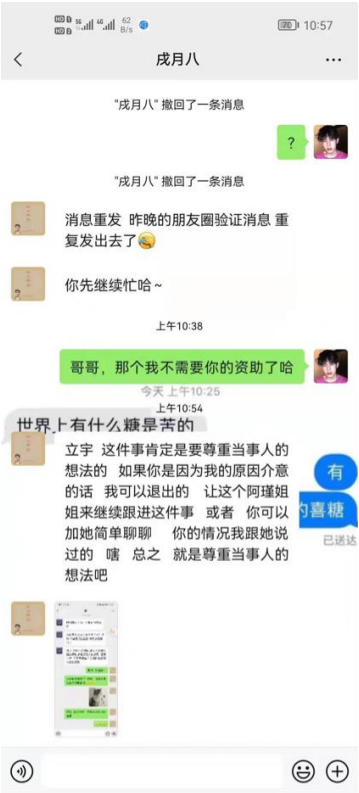 10:57
戌月八
"戌月八" 撤回了一条消息
?
"戌月八" 撤回了一条消息
消息重发 昨晚的朋友圈验证消息 重
复发出去了
你先继续忙哈~
上午10:38
哥哥，那个我不需要你的资助了哈
今天 上午10:25
上午10:54
世界上有什么糖是苦的
立宇 这件事肯定是要尊重当事人的
想法的 如果你是因为我的原因介意
的话 我可以退出的 让这个阿瑾姐
姐来继续跟进这件事 或者 你可以
加她简单聊聊 你的情况我跟她说
过的 嗐 总之 就是尊重当事人的
想法吧
有
的喜糖
已送达